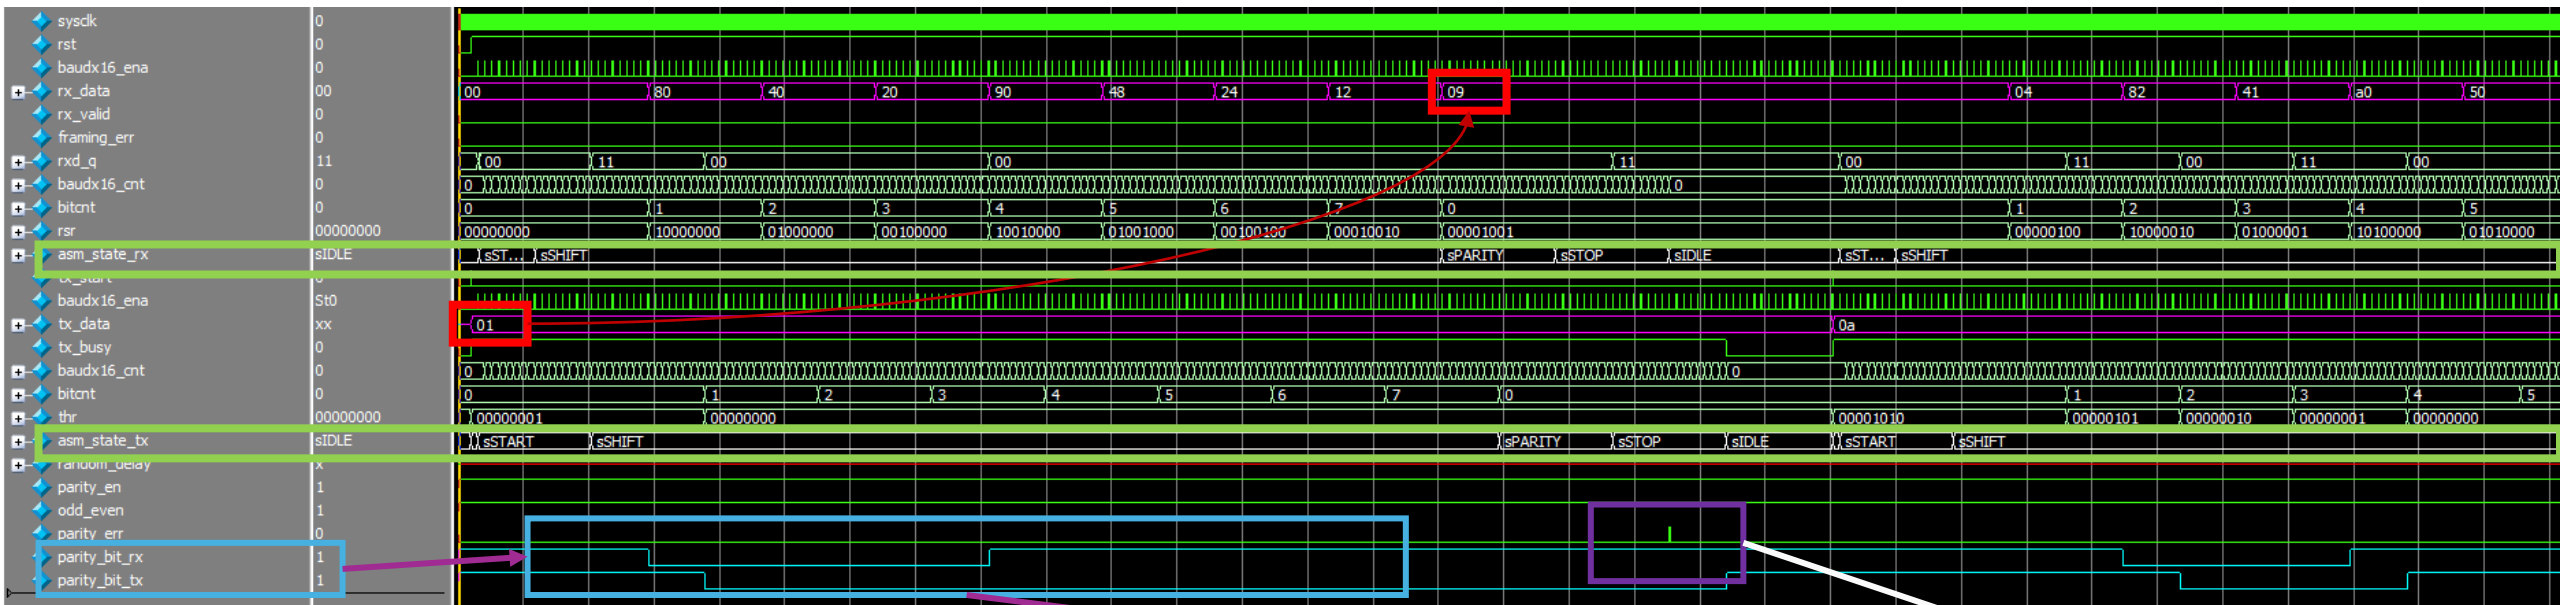 sysclk 0
rst 0
baudx16_ena 0
rx_data 00 00 80 40 20 90 48 24 12 09 04 82 41 a0 50
rx_valid 0
framing_err 0
rxd_q 11 00 11 00 00 11 00 11 00 11 00
baudx16_cnt 0 0 0
bitcnt 0 0 1 2 3 4 5 6 7 0 1 2 3 4 5
rsr 00000000 00000000 10000000 01000000 00100000 10010000 01001000 00100100 00010010 00001001 00000100 10000010 01000001 10100000 01010000
asm_state_rx sIDLE sST... sSHIFT sPARITY sSTOP sIDLE sST... sSHIFT
tx_start 0
baudx16_ena St0
tx_data xx 01 0a
tx_busy 0
baudx16_cnt 0 0 0
bitcnt 0 0 1 2 3 4 5 6 7 0 1 2 3 4 5
thr 00000000 00000001 00000000 00001010 00000101 00000010 00000001 00000000
asm_state_tx sIDLE sSTART sSHIFT sPARITY sSTOP sIDLE sSTART sSHIFT
random_delay x
parity_en 1
odd_even 1
parity_err 0
parity_bit_rx 1
parity_bit_tx 1